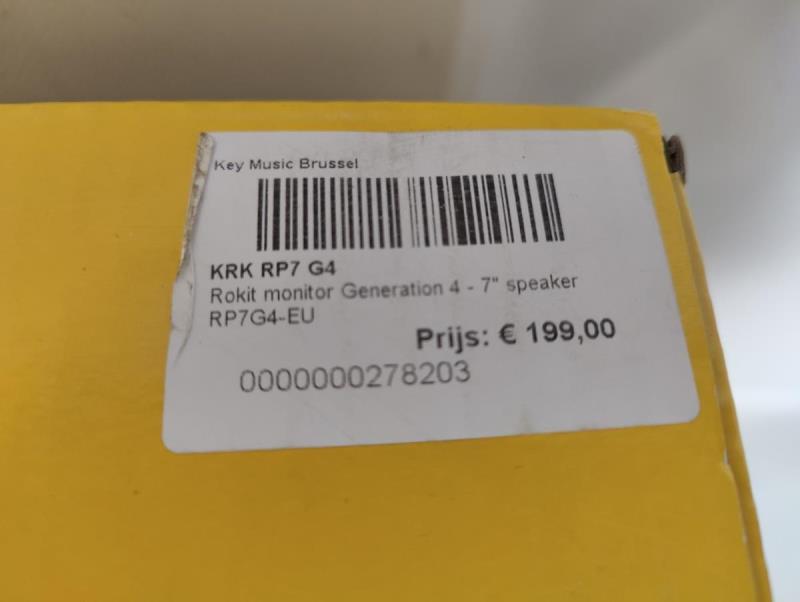 Key Music Brussel
KRK RP7 G4
Rokit monitor Generation 4 - 7" speaker
RP7G4-EU
Prijs: € 199,00
0000000278203